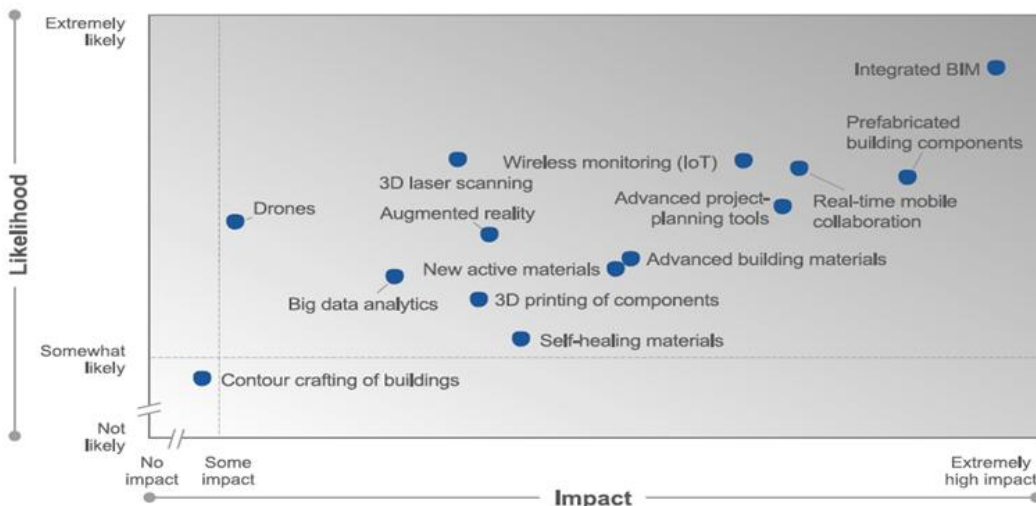 Extremely
likely
Integrated BIM
Prefabricated
building components
Wireless monitoring (IoT)
3D laser scanning
Advanced project-
planning tools
Real-time mobile
collaboration
Drones
Augmented reality
New active materials
Advanced building materials
Big data analytics
3D printing of components
Self-healing materials
Somewhat
likely
Contour crafting of buildings
Not
likely
Likelihood
No
impact
Some
impact
Extremely
high impact
Impact